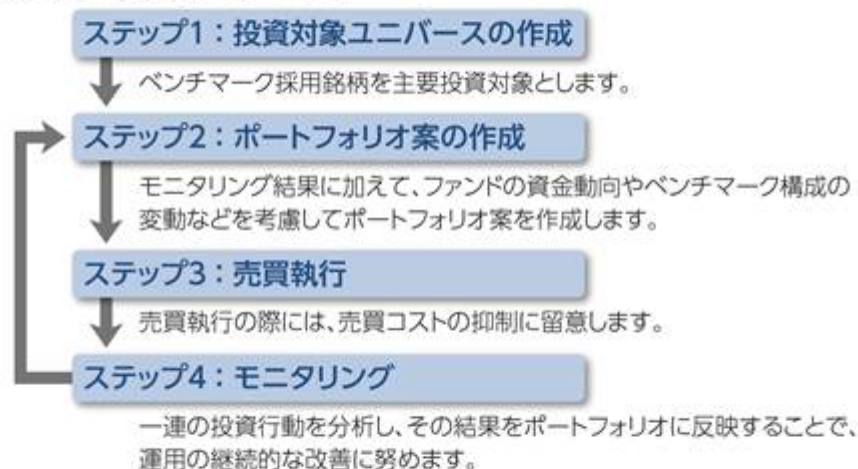 ステップ1：投資対象ユニバースの作成
ベンチマーク採用銘柄を主要投資対象とします。
ステップ2：ポートフォリオ案の作成
モニタリング結果に加えて、ファンドの資金動向やベンチマーク構成の
変動などを考慮してポートフォリオ案を作成します。
ステップ3：売買執行
売買執行の際には、売買コストの抑制に留意します。
ステップ4：モニタリング
一連の投資行動を分析し、その結果をポートフォリオに反映することで、
運用の継続的な改善に努めます。